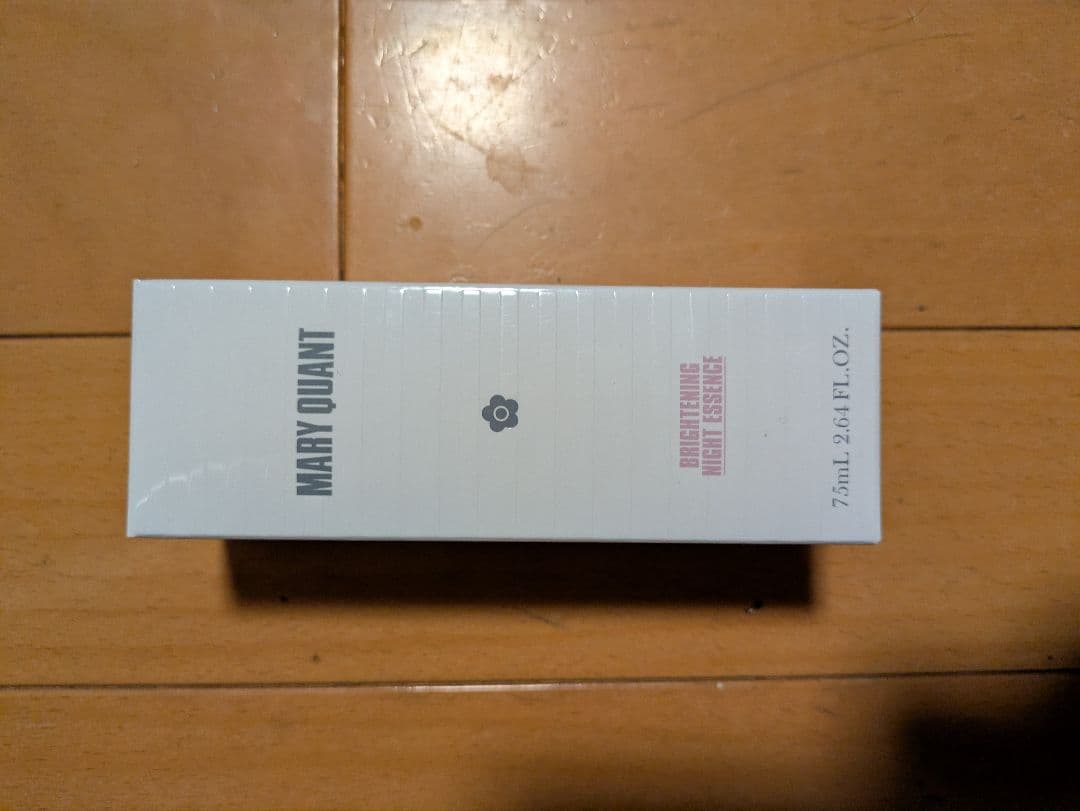 MARY QUANT
BRIGHTENING
NIGHT ESSENCE
75mL 2.64 FL.OZ.